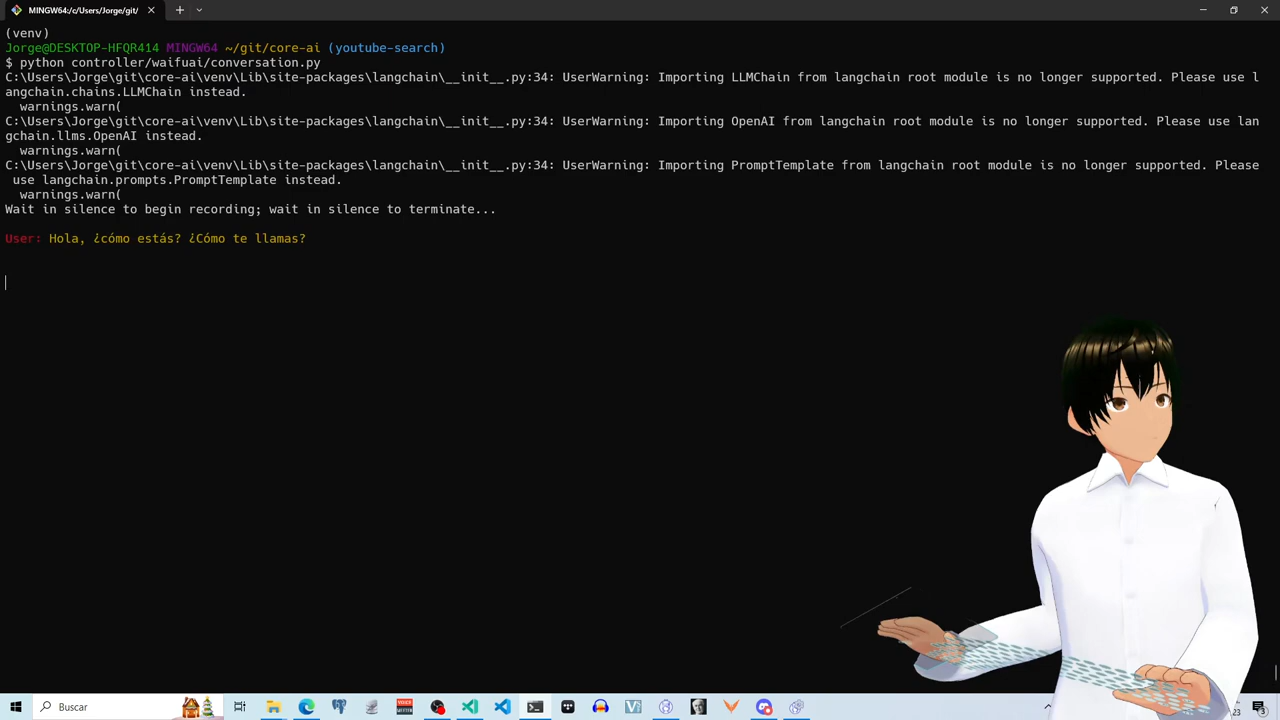 MINGW64:/c/Users/Jorge/git/
(venv)
Jorge@DESKTOP-HFQR414 MINGW64 ~/git/core-ai (youtube-search)
$ python controller/waifuai/conversation.py
C:\Users\Jorge\git\core-ai\venv\Lib\site-packages\langchain\__init__.py:34: UserWarning: Importing LLMChain from langchain root module is no longer supported. Please use l
angchain.chains.LLMChain instead.
  warnings.warn(
C:\Users\Jorge\git\core-ai\venv\Lib\site-packages\langchain\__init__.py:34: UserWarning: Importing OpenAI from langchain root module is no longer supported. Please use lan
gchain.llms.OpenAI instead.
  warnings.warn(
C:\Users\Jorge\git\core-ai\venv\Lib\site-packages\langchain\__init__.py:34: UserWarning: Importing PromptTemplate from langchain root module is no longer supported. Please
 use langchain.prompts.PromptTemplate instead.
  warnings.warn(
Wait in silence to begin recording; wait in silence to terminate...
User: Hola, ¿cómo estás? ¿Cómo te llamas?
Buscar
23